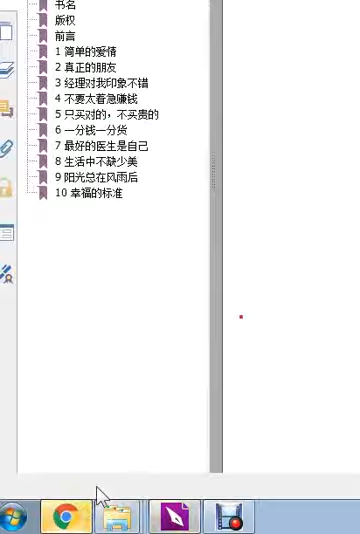 书名
版权
前言
1 简单的爱情
2 真正的朋友
3 经理对我印象不错
4 不要太着急赚钱
5 只买对的，不买贵的
6 一分钱一分货
7 最好的医生是自己
8 生活中不缺少美
9 阳光总在风雨后
10 幸福的标准